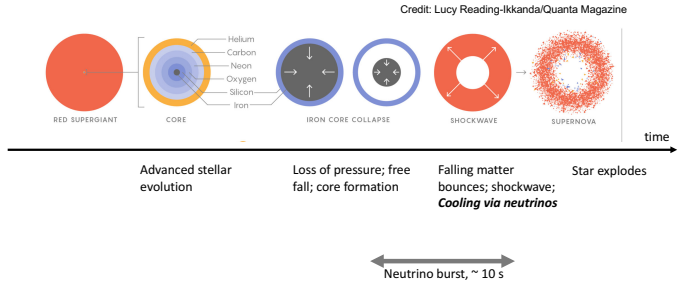 Credit: Lucy Reading-Ikkanda/Quanta Magazine
Helium
Carbon
Neon
Oxygen
Silicon
Iron
RED SUPERGIANT
CORE
IRON CORE COLLAPSE
SHOCKWAVE
SUPERNOVA
time
Advanced stellar
evolution
Loss of pressure; free
fall; core formation
Falling matter
bounces; shockwave;
Cooling via neutrinos
Star explodes
Neutrino burst, ~ 10 s